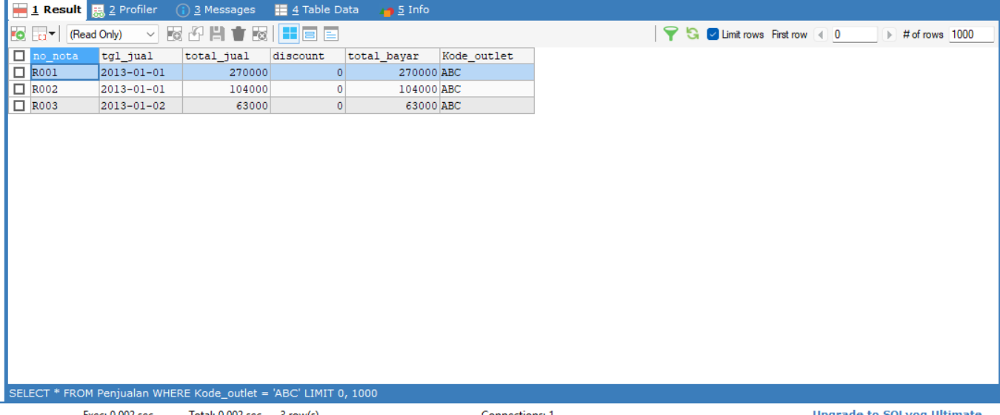 1 Result 2 Profiler 3 Messages 4 Table Data 5 Info
(Read Only) Limit rows First row 0 # of rows 1000
no_nota tgl_jual total_jual discount total_bayar Kode_outlet
R001 2013-01-01 270000 0 270000 ABC
R002 2013-01-01 104000 0 104000 ABC
R003 2013-01-02 63000 0 63000 ABC
SELECT * FROM Penjualan WHERE Kode_outlet = 'ABC' LIMIT 0, 1000
Exec: 0.002 sec Total: 0.002 sec 3 row(s) Connections: 1 Upgrade to SQLyog Ultimate